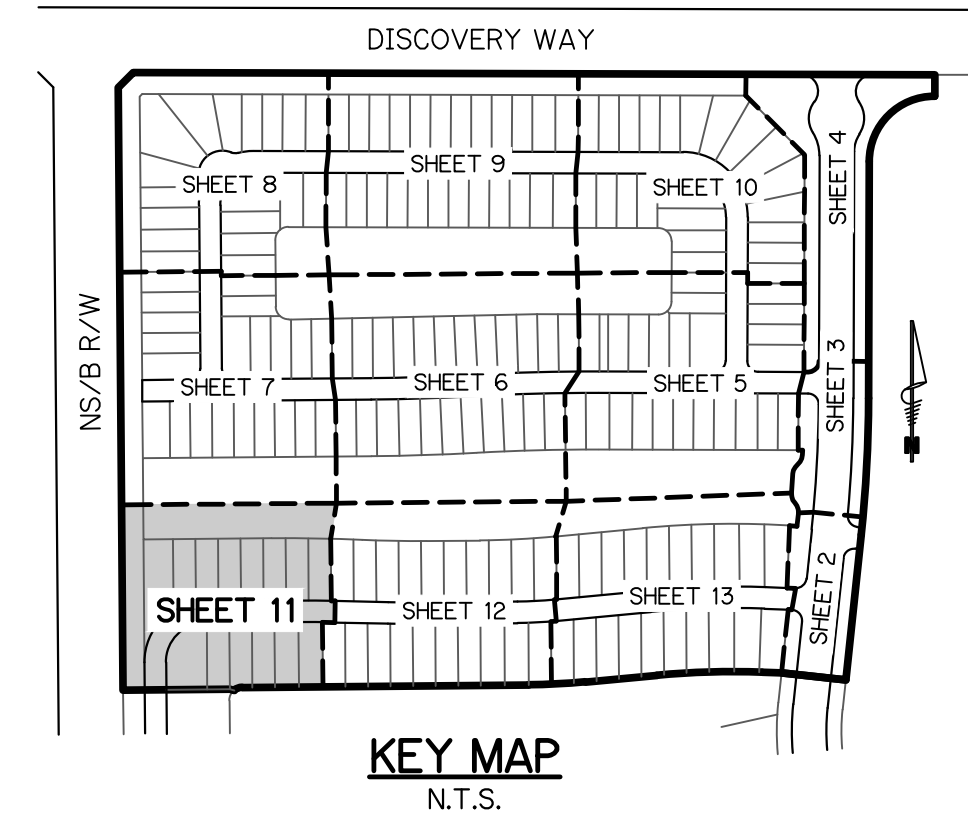 DISCOVERY WAY
SHEET 4
SHEET 9
SHEET 8
SHEET 10
NS/B R/W
SHEET 3
SHEET 7
SHEET 6
SHEET 5
SHEET 2
SHEET 11
SHEET 12
SHEET 13
KEY MAP
N.T.S.